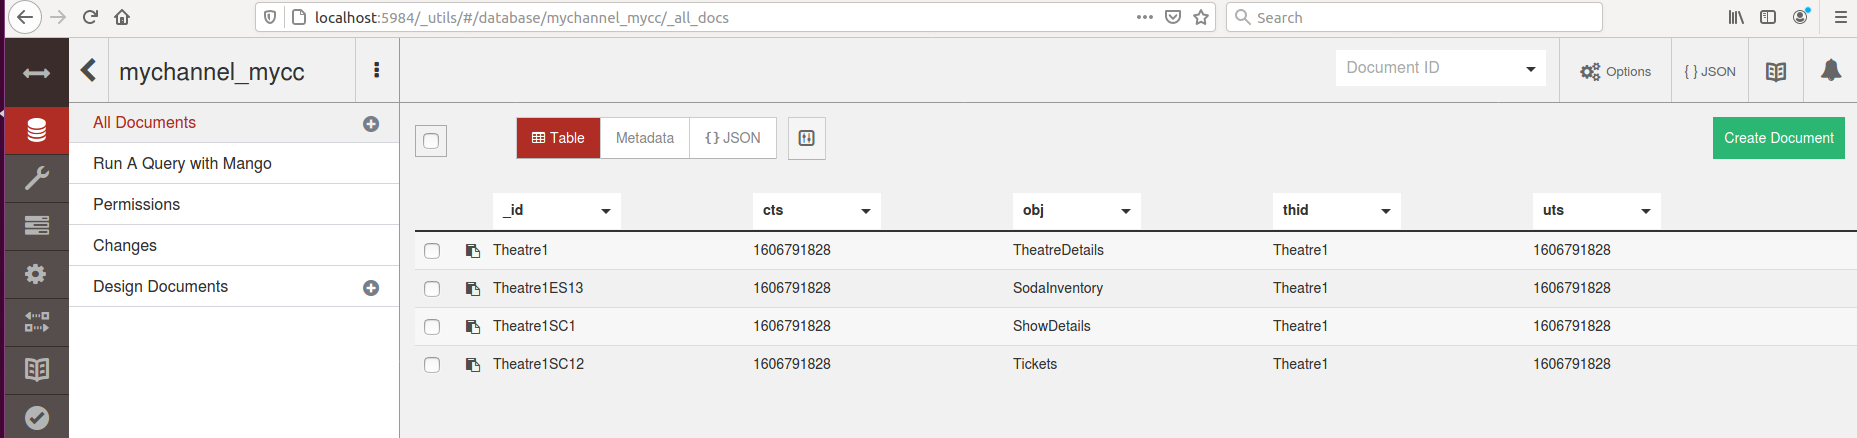 localhost:5984/_utils/#/database/mychannel_mycc/_all_docs
Search
mychannel_mycc
Document ID
Options
{ } JSON
All Documents
Run A Query with Mango
Permissions
Changes
Design Documents
Table
Metadata
{ } JSON
Create Document
_id cts obj thid uts
Theatre1 1606791828 TheatreDetails Theatre1 1606791828
Theatre1ES13 1606791828 SodaInventory Theatre1 1606791828
Theatre1SC1 1606791828 ShowDetails Theatre1 1606791828
Theatre1SC12 1606791828 Tickets Theatre1 1606791828